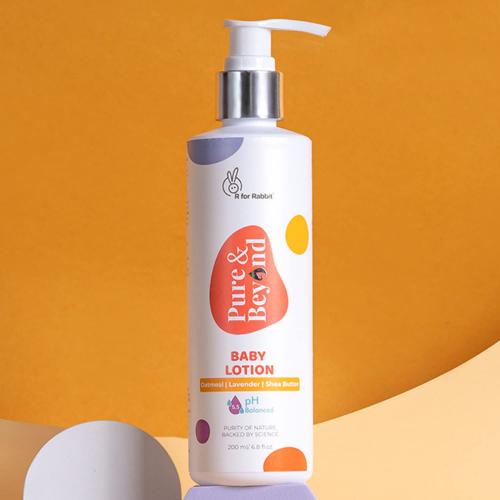 R for Rabbit
Pure &
Beyond
BABY
LOTION
Oatmeal | Lavender | Shea Butter
5.5
pH
Balanced
PURITY OF NATURE
BACKED BY SCIENCE
200 ml/ 6.8 fl oz